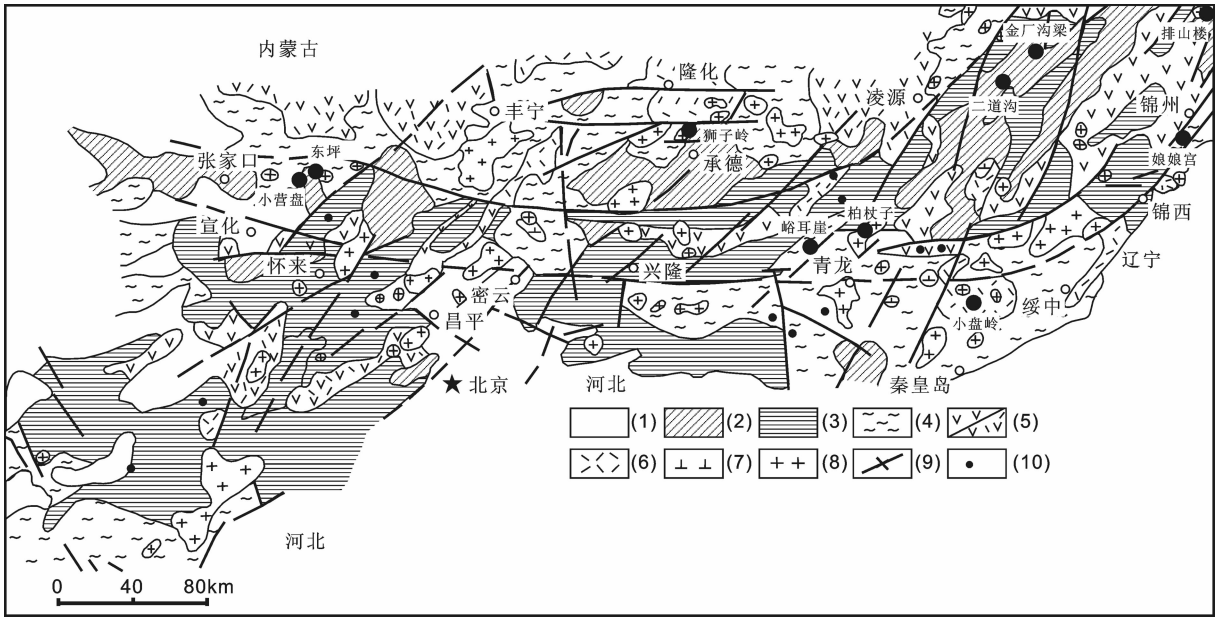 内蒙古
金厂沟梁
排山楼
隆化
凌源
丰宁
二道沟
锦州
狮子岭
张家口
东坪
承德
娘娘宫
小营盘
柏杖子
锦西
宣化
峪耳崖
怀来
兴隆
青龙
辽宁
密云
绥中
昌平
小盘岭
北京
河北
秦皇岛
(1) (2) (3) (4) (5)
(6) (7) (8) (9) (10)
河北
0 40 80km